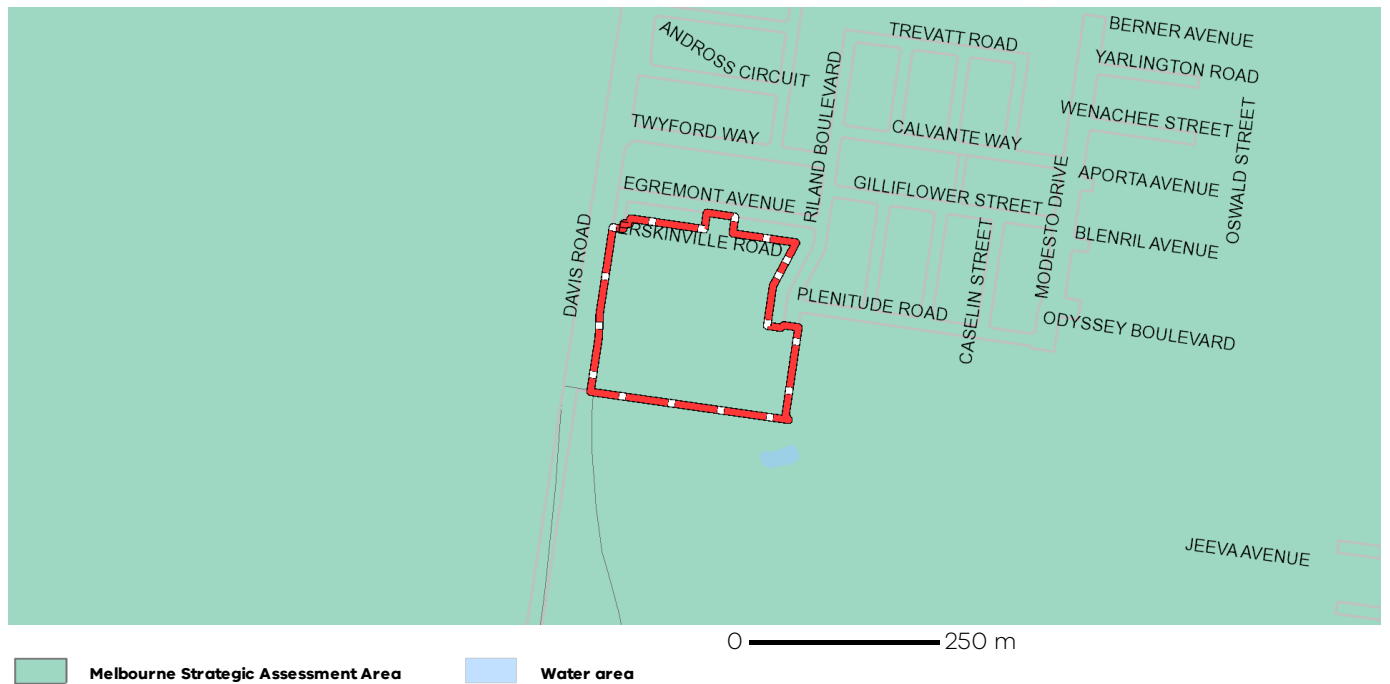 BERNER AVENUE
TREVATT ROAD
ANDROSS CIRCUIT
YARLINGTON ROAD
WENACHEE STREET
TWYFORD WAY
CALVANTE WAY
RILAND BOULEVARD
OSWALD STREET
APORTA AVENUE
EGREMONT AVENUE
GILLIFLOWER STREET
MODESTO DRIVE
ERSKINVILLE ROAD
BLENRIL AVENUE
DAVIS ROAD
CASELIN STREET
PLENITUDE ROAD
ODYSSEY BOULEVARD
JEEVA AVENUE
0 250 m
Melbourne Strategic Assessment Area
Water area